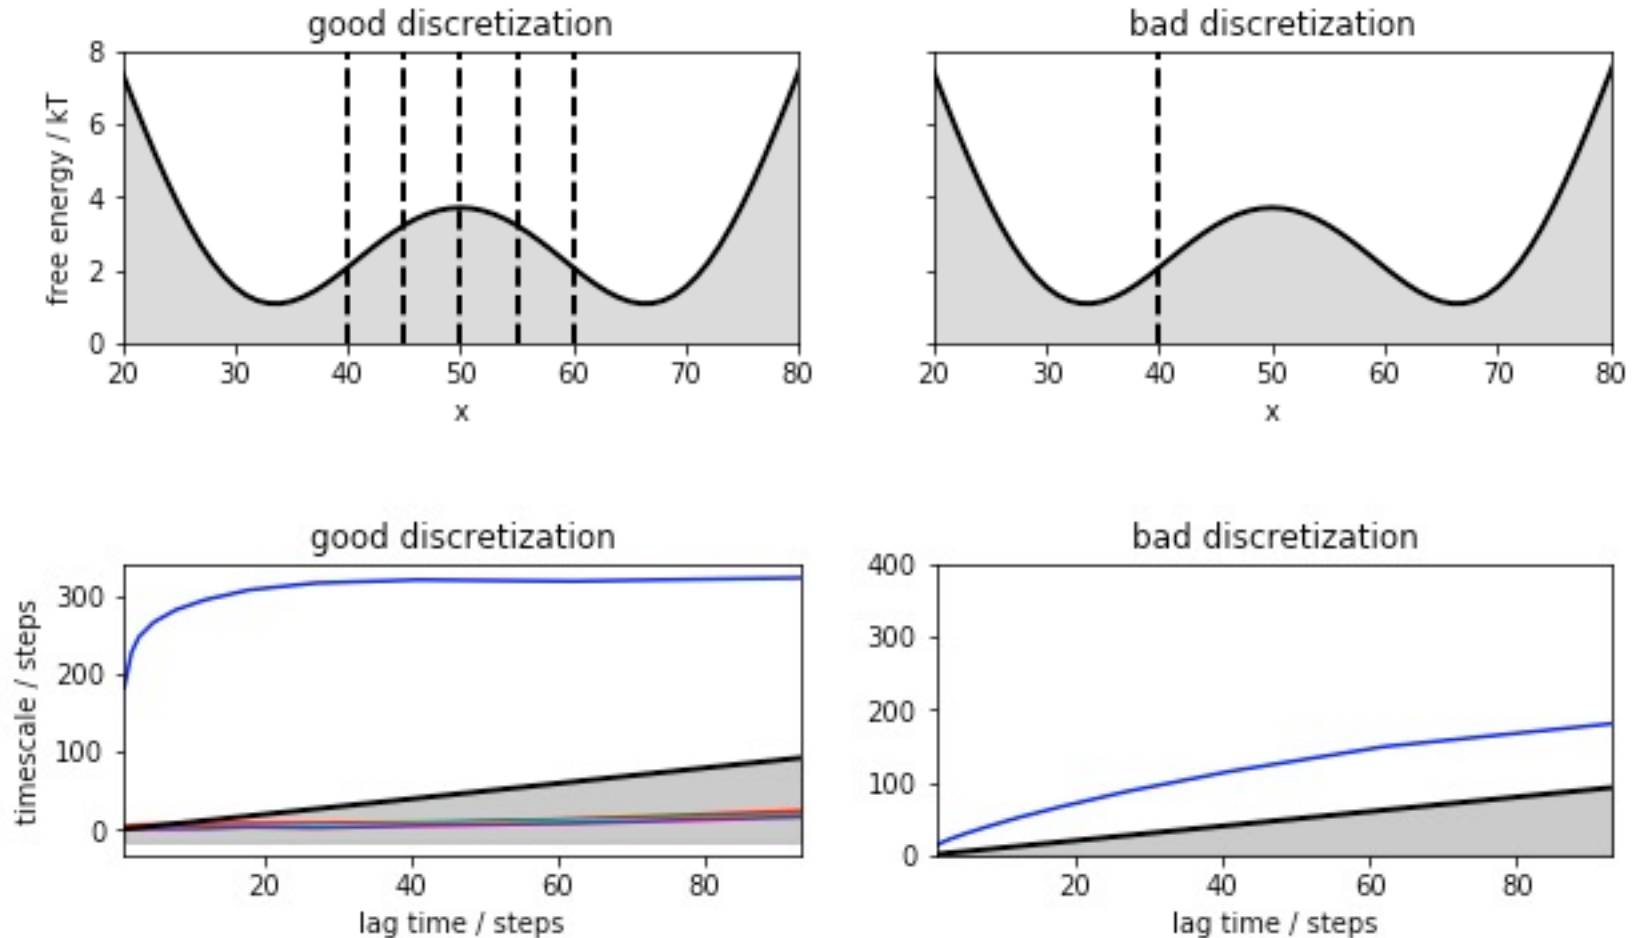 good discretization
bad discretization
free energy / kT
8
6
4
2
0
20 30 40 50 60 70 80
x
20 30 40 50 60 70 80
x
good discretization
bad discretization
timescale / steps
300
200
100
0
20 40 60 80
lag time / steps
400
300
200
100
0
20 40 60 80
lag time / steps